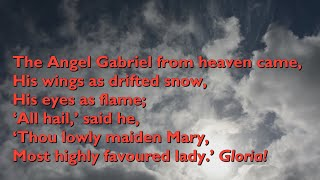 The Angel Gabriel from heaven came,
His wings as drifted snow,
His eyes as flame;
‘All hail,’ said he,
‘Thou lowly maiden Mary,
Most highly favoured lady.’ Gloria!